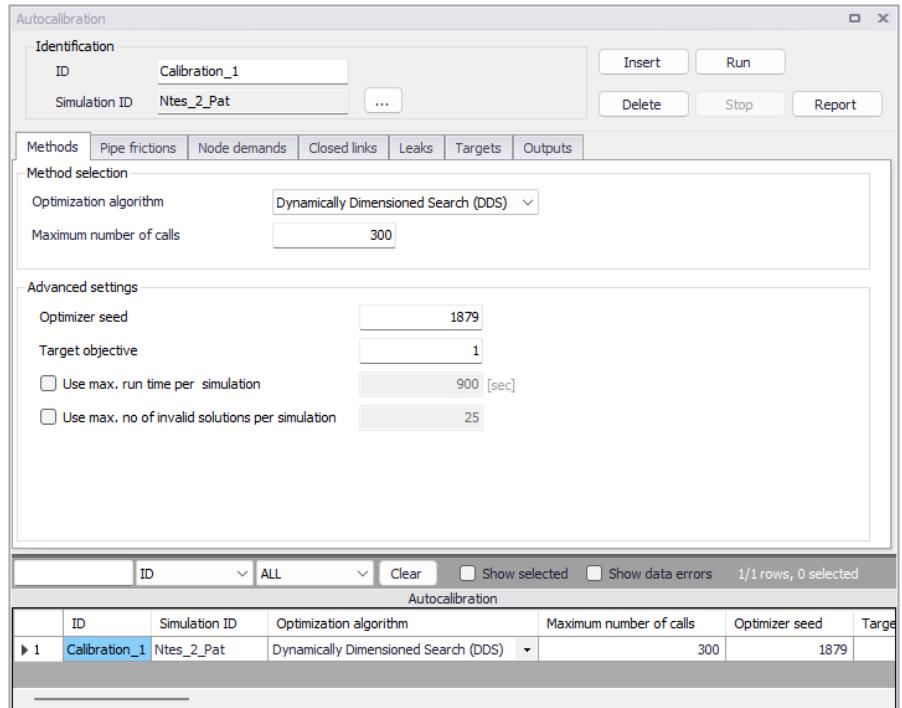 Autocalibration
Identification
ID Calibration_1 Insert Run
Simulation ID Ntes_2_Pat ... Delete Stop Report
Methods Pipe frictions Node demands Closed links Leaks Targets Outputs
Method selection
Optimization algorithm Dynamically Dimensioned Search (DDS)
Maximum number of calls 300
Advanced settings
Optimizer seed 1879
Target objective 1
Use max. run time per simulation 900 [sec]
Use max. no of invalid solutions per simulation 25
ID ALL Clear Show selected Show data errors 1/1 rows, 0 selected
Autocalibration
ID Simulation ID Optimization algorithm Maximum number of calls Optimizer seed Targe
1 Calibration_1 Ntes_2_Pat Dynamically Dimensioned Search (DDS) 300 1879